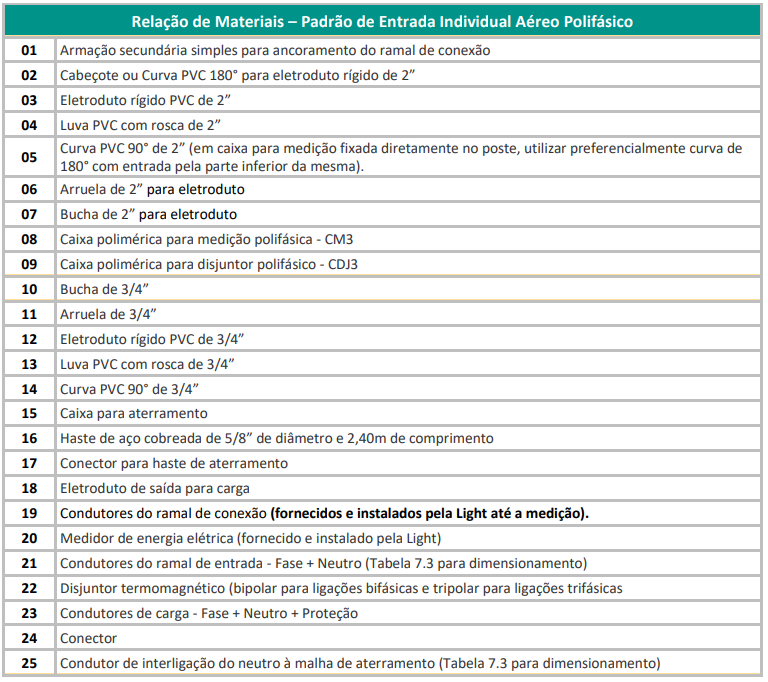 Relação de Materiais – Padrão de Entrada Individual Aéreo Polifásico
01 Armação secundária simples para ancoramento do ramal de conexão
02 Cabeçote ou Curva PVC 180° para eletroduto rígido de 2”
03 Eletroduto rígido PVC de 2”
04 Luva PVC com rosca de 2”
05 Curva PVC 90° de 2” (em caixa para medição fixada diretamente no poste, utilizar preferencialmente curva de
180° com entrada pela parte inferior da mesma).
06 Arruela de 2” para eletroduto
07 Bucha de 2” para eletroduto
08 Caixa polimérica para medição polifásica - CM3
09 Caixa polimérica para disjuntor polifásico - CDJ3
10 Bucha de 3/4”
11 Arruela de 3/4”
12 Eletroduto rígido PVC de 3/4”
13 Luva PVC com rosca de 3/4”
14 Curva PVC 90° de 3/4”
15 Caixa para aterramento
16 Haste de aço cobreada de 5/8” de diâmetro e 2,40m de comprimento
17 Conector para haste de aterramento
18 Eletroduto de saída para carga
19 Condutores do ramal de conexão (fornecidos e instalados pela Light até a medição).
20 Medidor de energia elétrica (fornecido e instalado pela Light)
21 Condutores do ramal de entrada - Fase + Neutro (Tabela 7.3 para dimensionamento)
22 Disjuntor termomagnético (bipolar para ligações bifásicas e tripolar para ligações trifásicas
23 Condutores de carga - Fase + Neutro + Proteção
24 Conector
25 Condutor de interligação do neutro à malha de aterramento (Tabela 7.3 para dimensionamento)